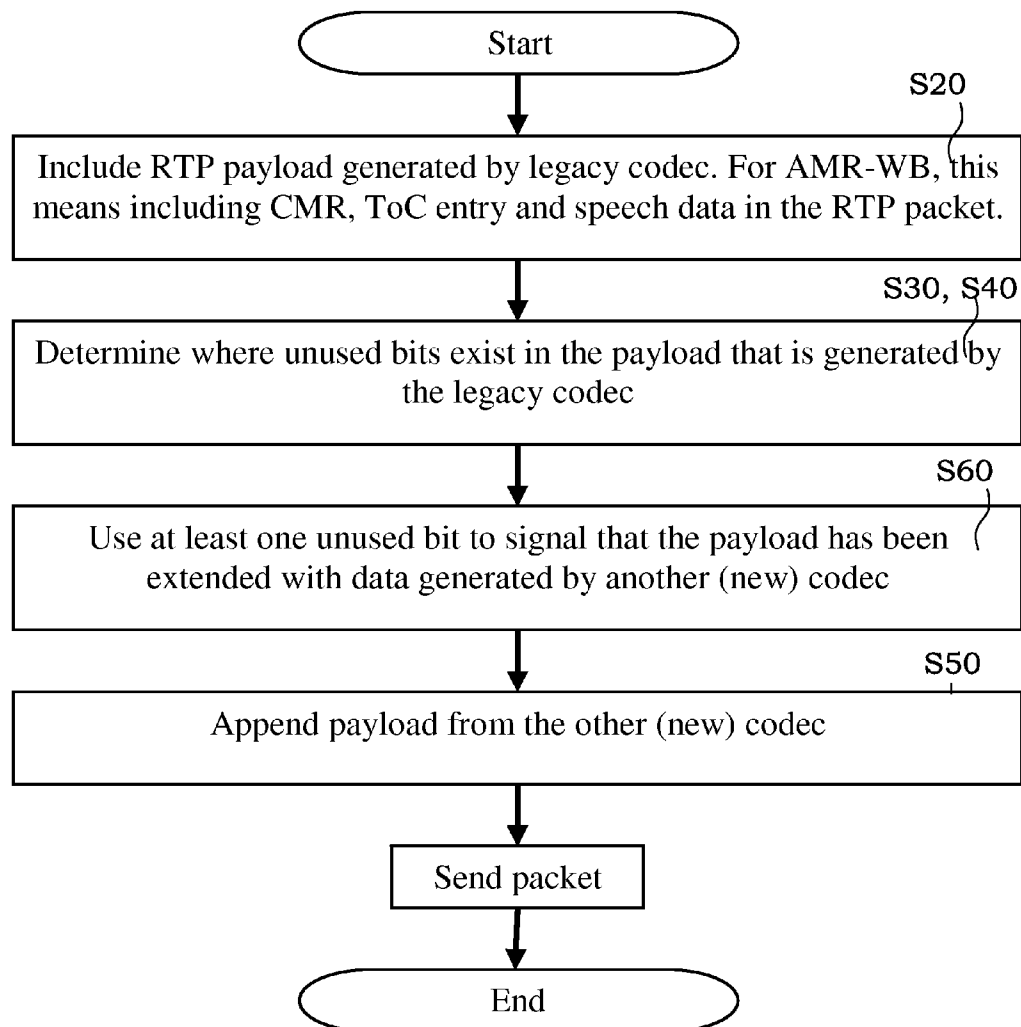 Start
S20
Include RTP payload generated by legacy codec. For AMR-WB, this
means including CMR, ToC entry and speech data in the RTP packet.
S30, S40
Determine where unused bits exist in the payload that is generated by
the legacy codec
S60
Use at least one unused bit to signal that the payload has been
extended with data generated by another (new) codec
S50
Append payload from the other (new) codec
Send packet
End